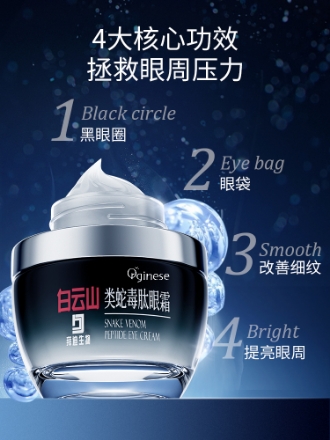 4大核心功效
拯救眼周压力
1 Black circle
黑眼圈
2 Eye bag
眼袋
3 Smooth
改善细纹
4 Bright
提亮眼周
Oginese
白云山
类蛇毒肽眼霜
SNAKE VENOM
PEPTIDE EYE CREAM